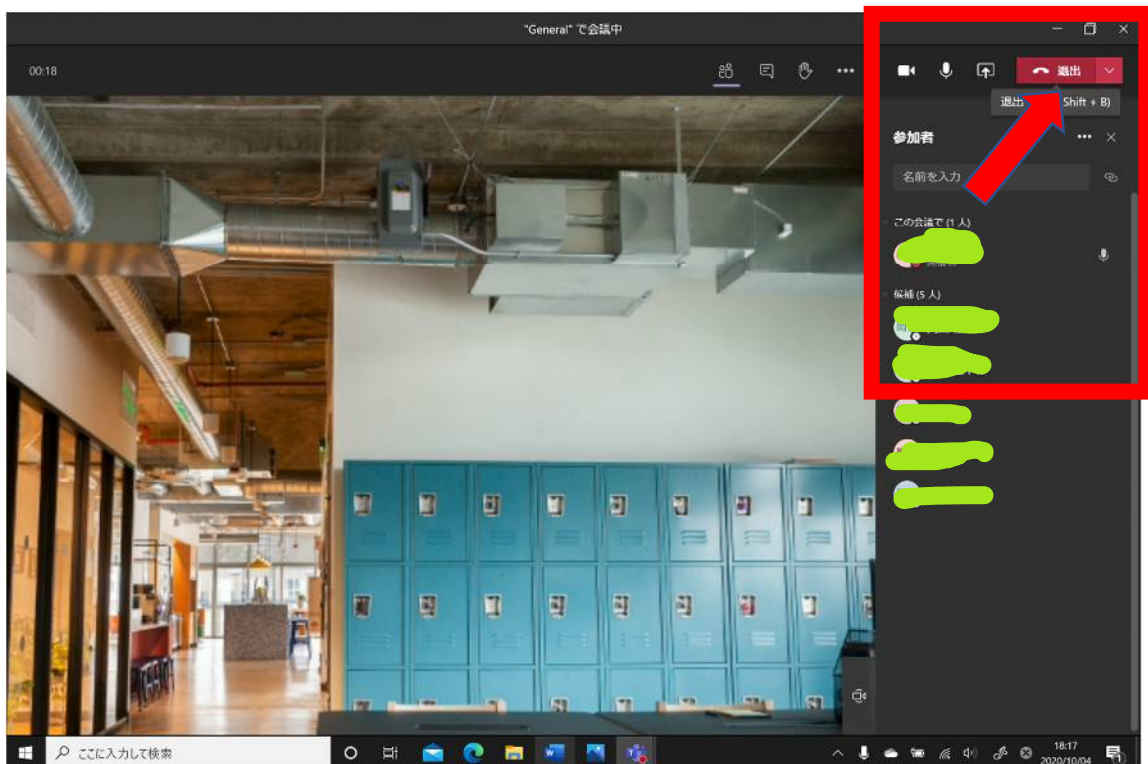 "General" で会議中
00:18
退出
退出 Shift + B)
参加者
名前を入力
この会議で (1 人)
候補 (5 人)
ここに入力して検索
18:17
2020/10/04